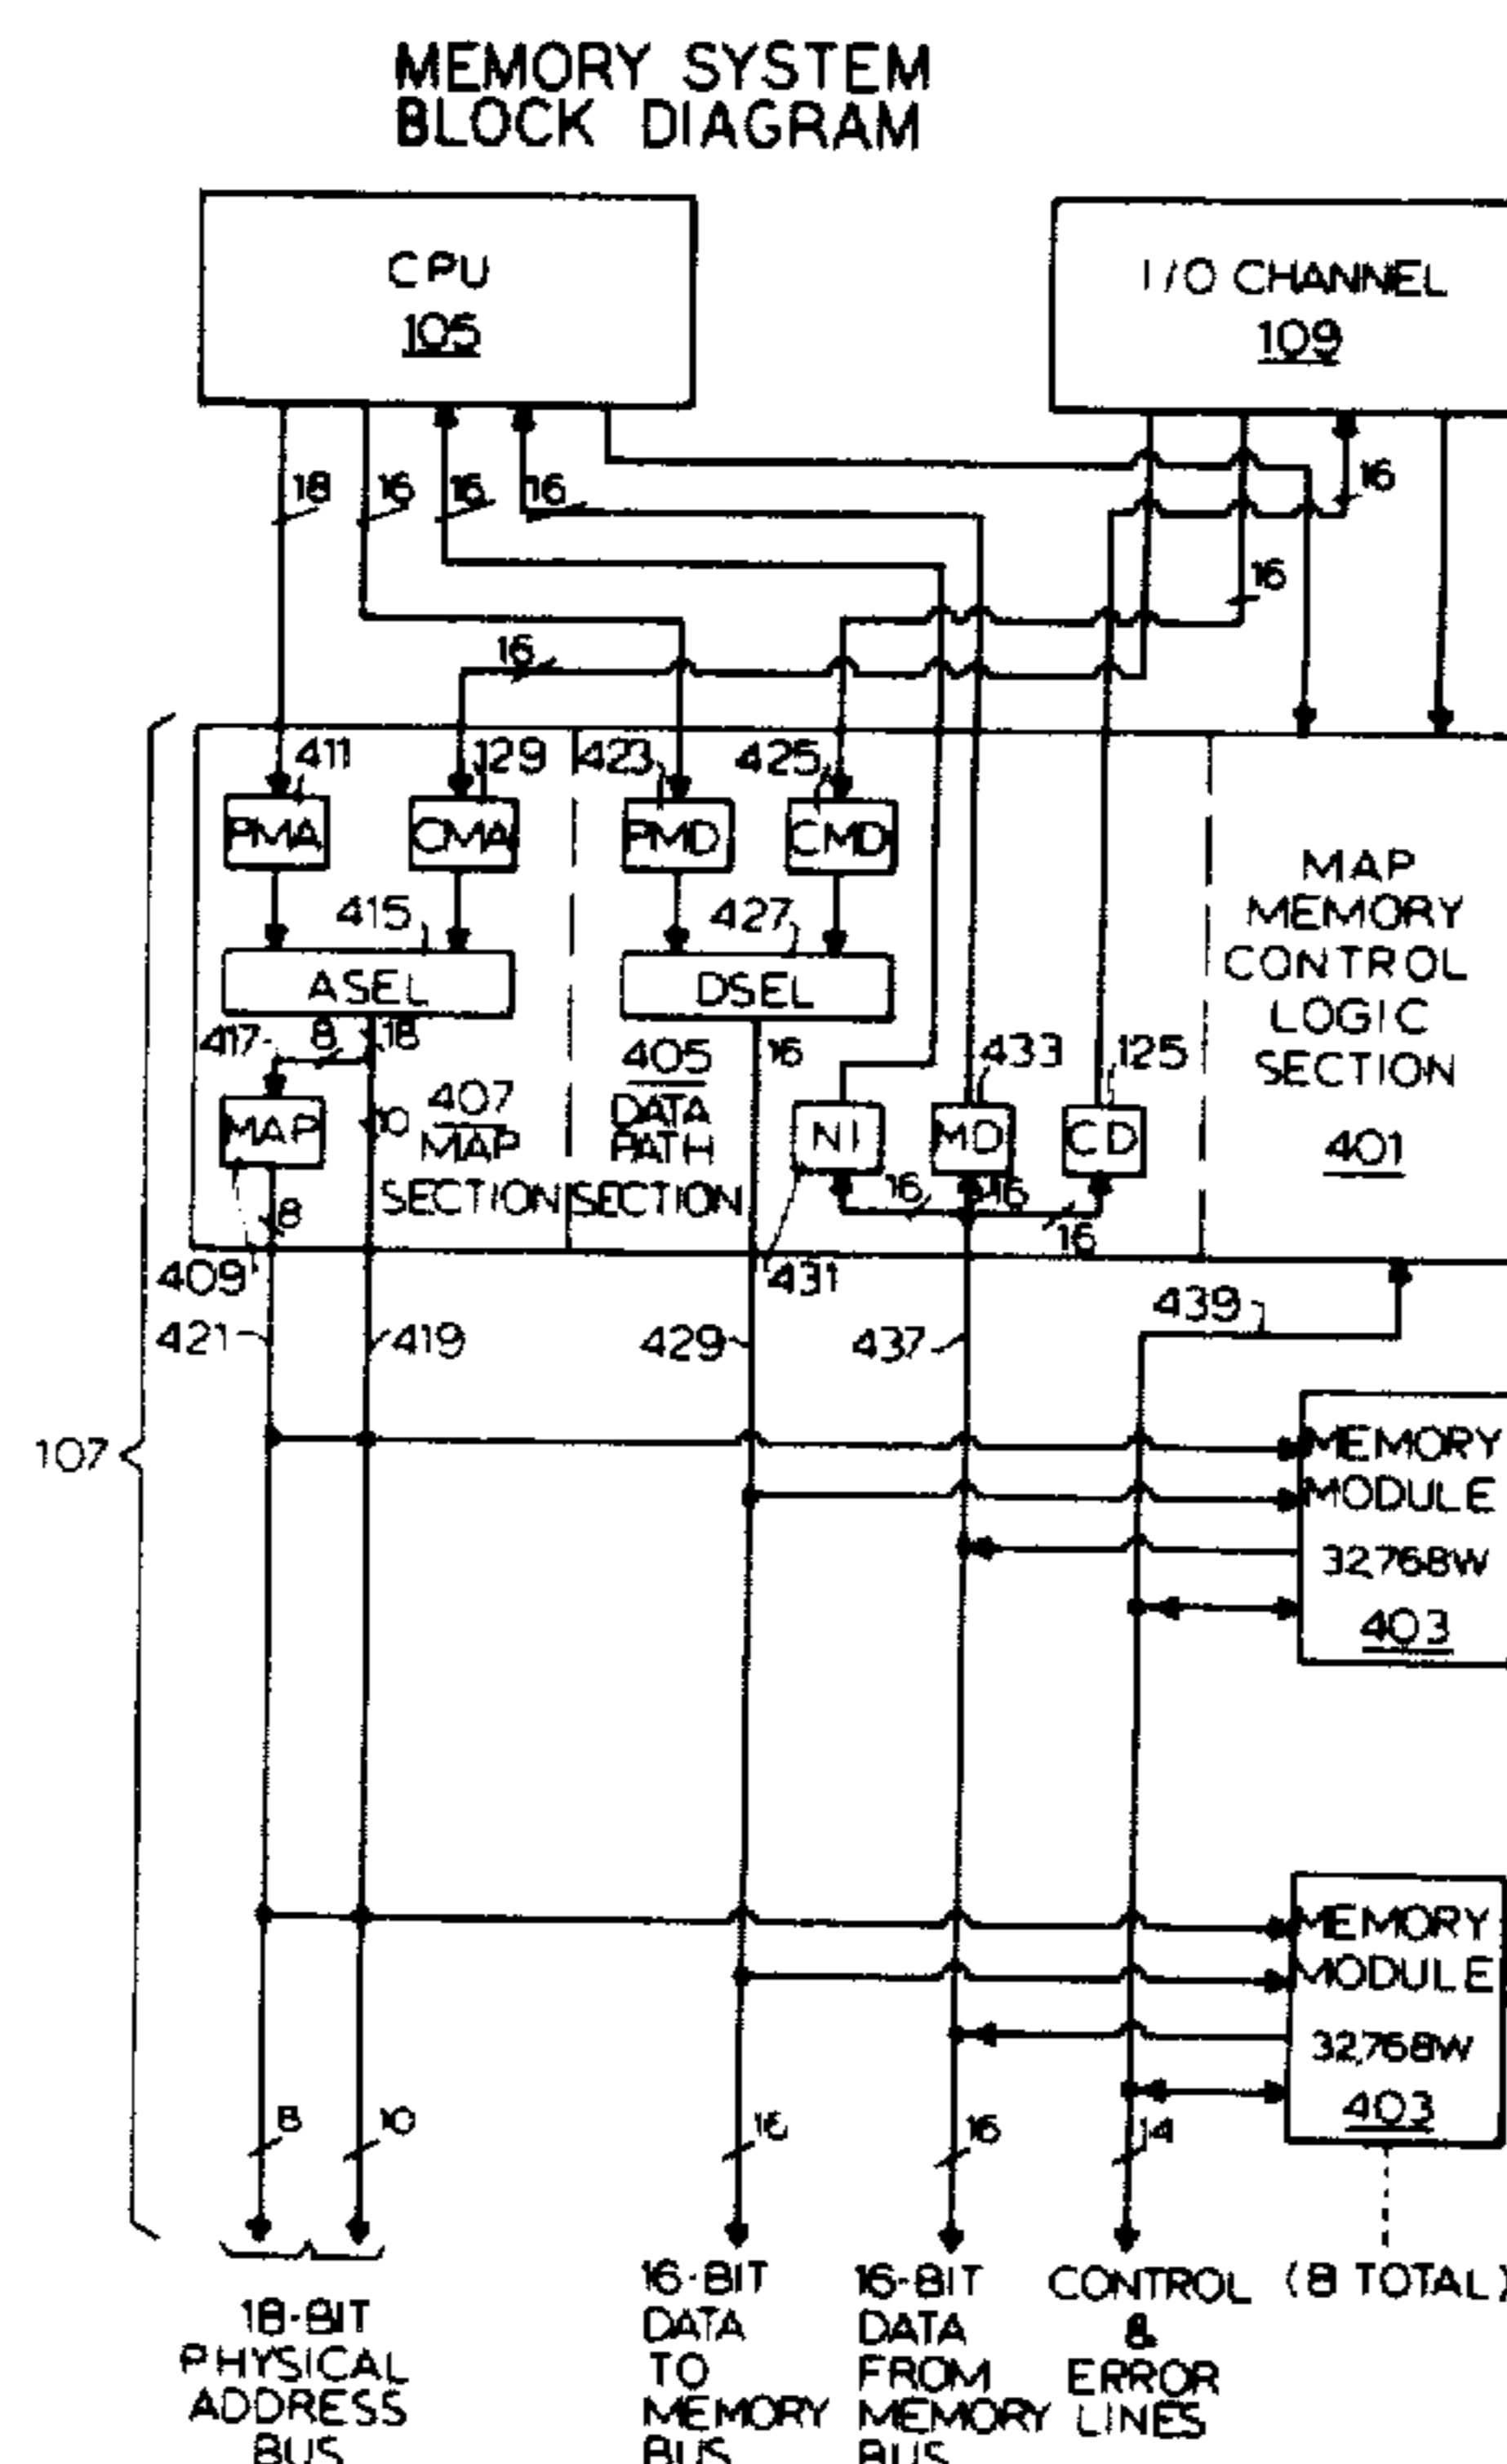 MEMORY SYSTEM
BLOCK DIAGRAM
CPU
105
I/O CHANNEL
109
18
16
16
16
16
16
16
411
129
423
425
PMA
CMA
PMD
CMD
415
427
ASEL
DSEL
MAP
MEMORY
CONTROL
LOGIC
SECTION
401
417
8
18
16
433
125
405
DATA
PATH
SECTION
407
MAP
SECTION
10
MAP
NI
MD
CD
8
16
16
16
409
431
439
421
419
429
437
107
MEMORY
MODULE
32,768W
403
MEMORY
MODULE
32,768W
403
8
10
16
16
14
18-BIT
PHYSICAL
ADDRESS
BUS
16-BIT
DATA
TO
MEMORY
BUS
16-BIT
DATA
FROM
MEMORY
BUS
CONTROL
&
ERROR
LINES
(8 TOTAL)